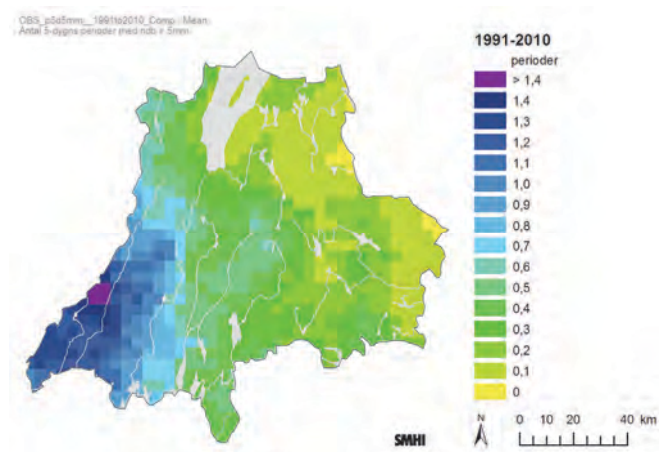 OBS_p5d5mm__1991to2010_Comp : Mean
Antal 5-dygns perioder med ndb > 5mm
1991-2010
perioder
> 1,4
1,4
1,3
1,2
1,1
1,0
0,9
0,8
0,7
0,6
0,5
0,4
0,3
0,2
0,1
0
N
0 10 20 40 km
SMHI